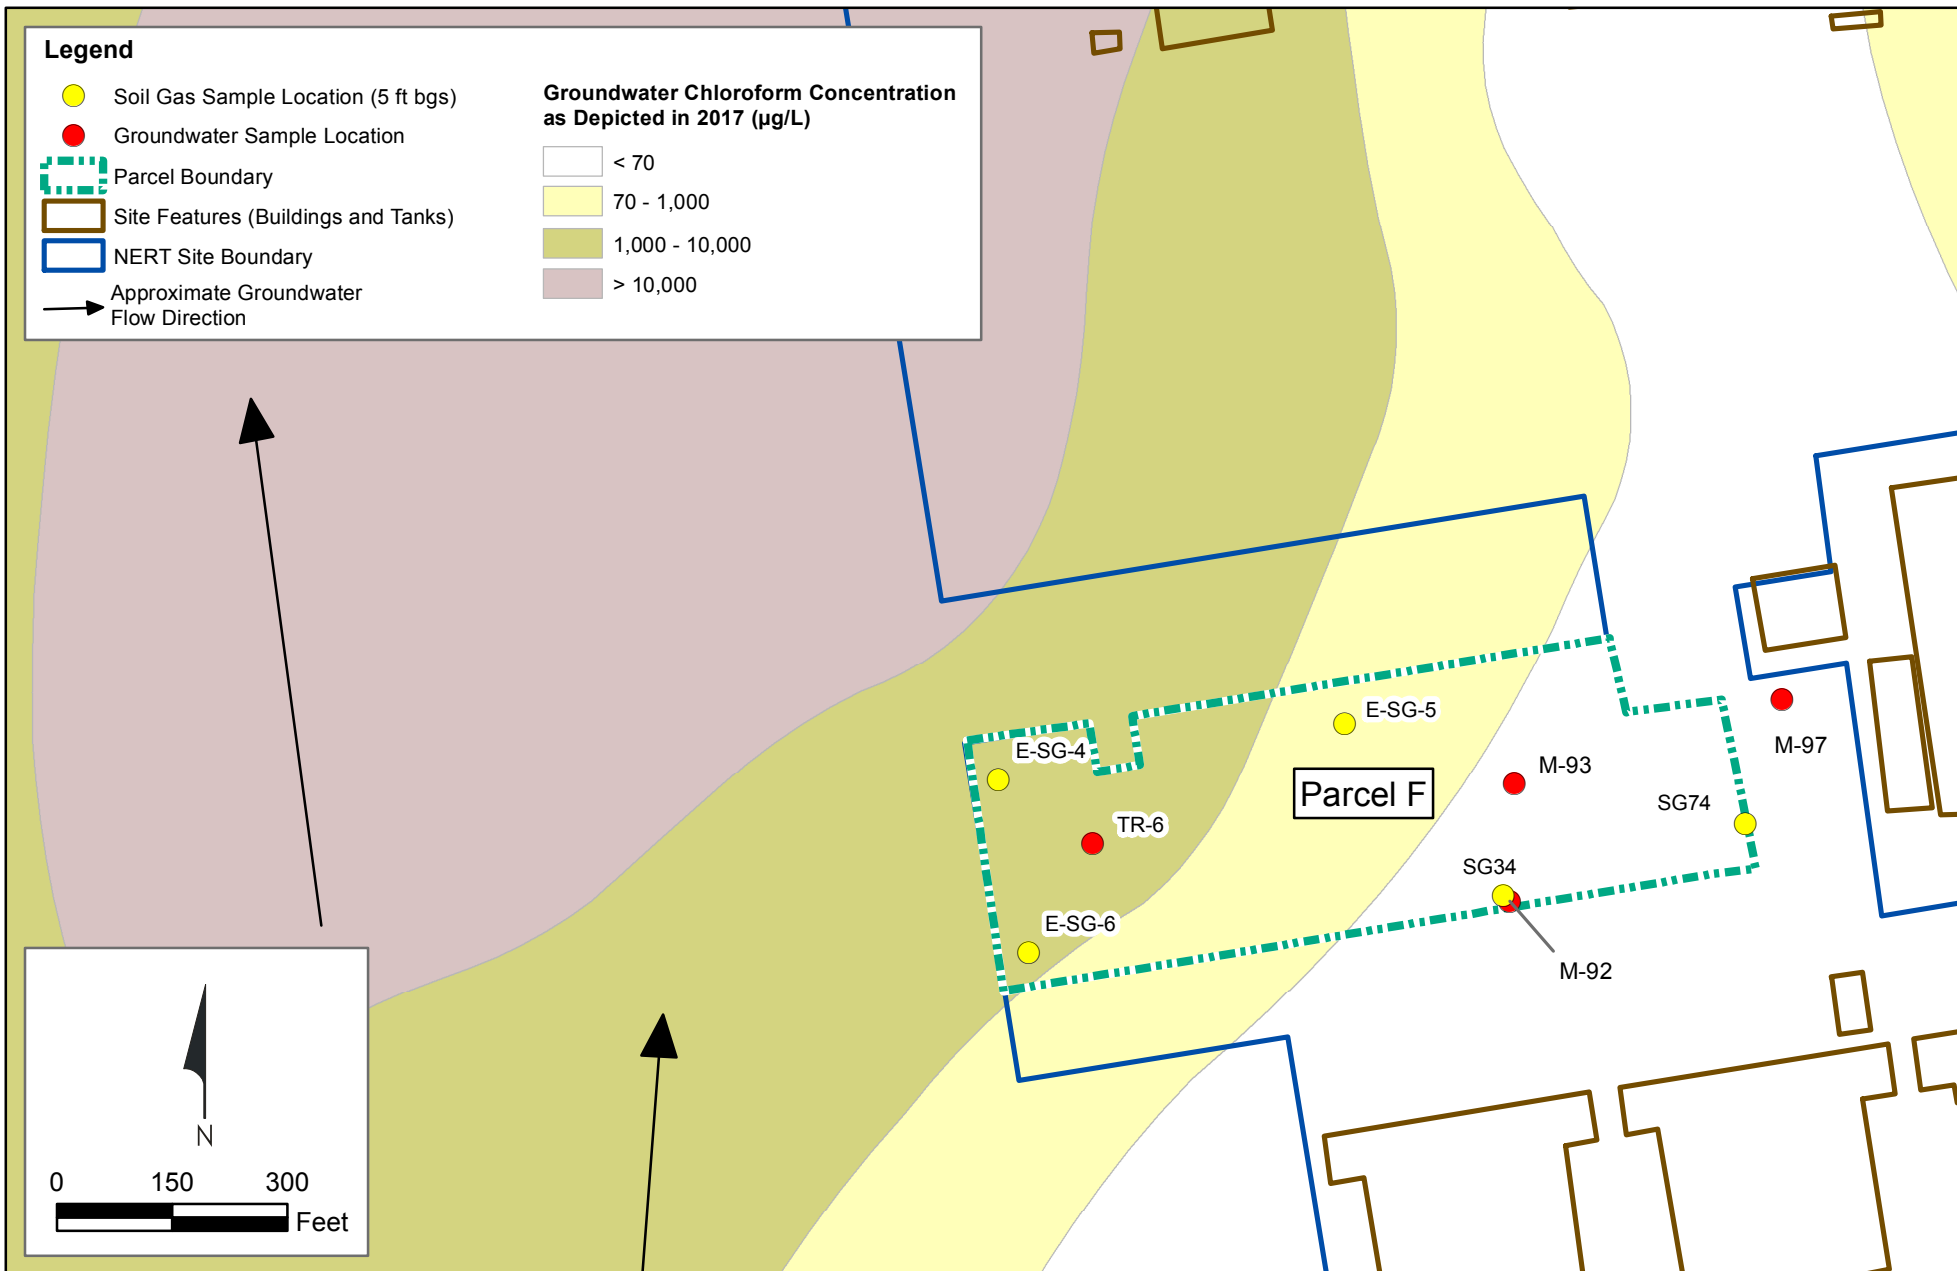 Legend
Soil Gas Sample Location (5 ft bgs)
Groundwater Sample Location
Parcel Boundary
Site Features (Buildings and Tanks)
NERT Site Boundary
Approximate Groundwater
Flow Direction
Groundwater Chloroform Concentration
as Depicted in 2017 (µg/L)
< 70
70 - 1,000
1,000 - 10,000
> 10,000
E-SG-5
E-SG-4
M-97
M-93
Parcel F
SG74
TR-6
SG34
E-SG-6
M-92
N
0 150 300
Feet